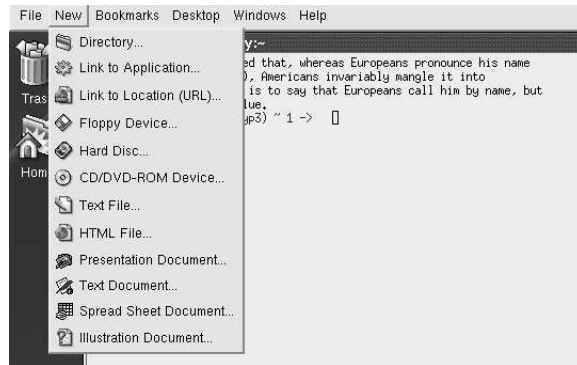 File New Bookmarks Desktop Windows Help
Directory...
Link to Application...
Link to Location (URL)...
Floppy Device...
Hard Disc...
CD/DVD-ROM Device...
Text File...
HTML File...
Presentation Document...
Text Document...
Spread Sheet Document...
Illustration Document...
Tras
Hom
y:~
ed that, whereas Europeans pronounce his name
), Americans invariably mangle it into
is to say that Europeans call him by name, but
lue.
yp3) ~ 1 ->